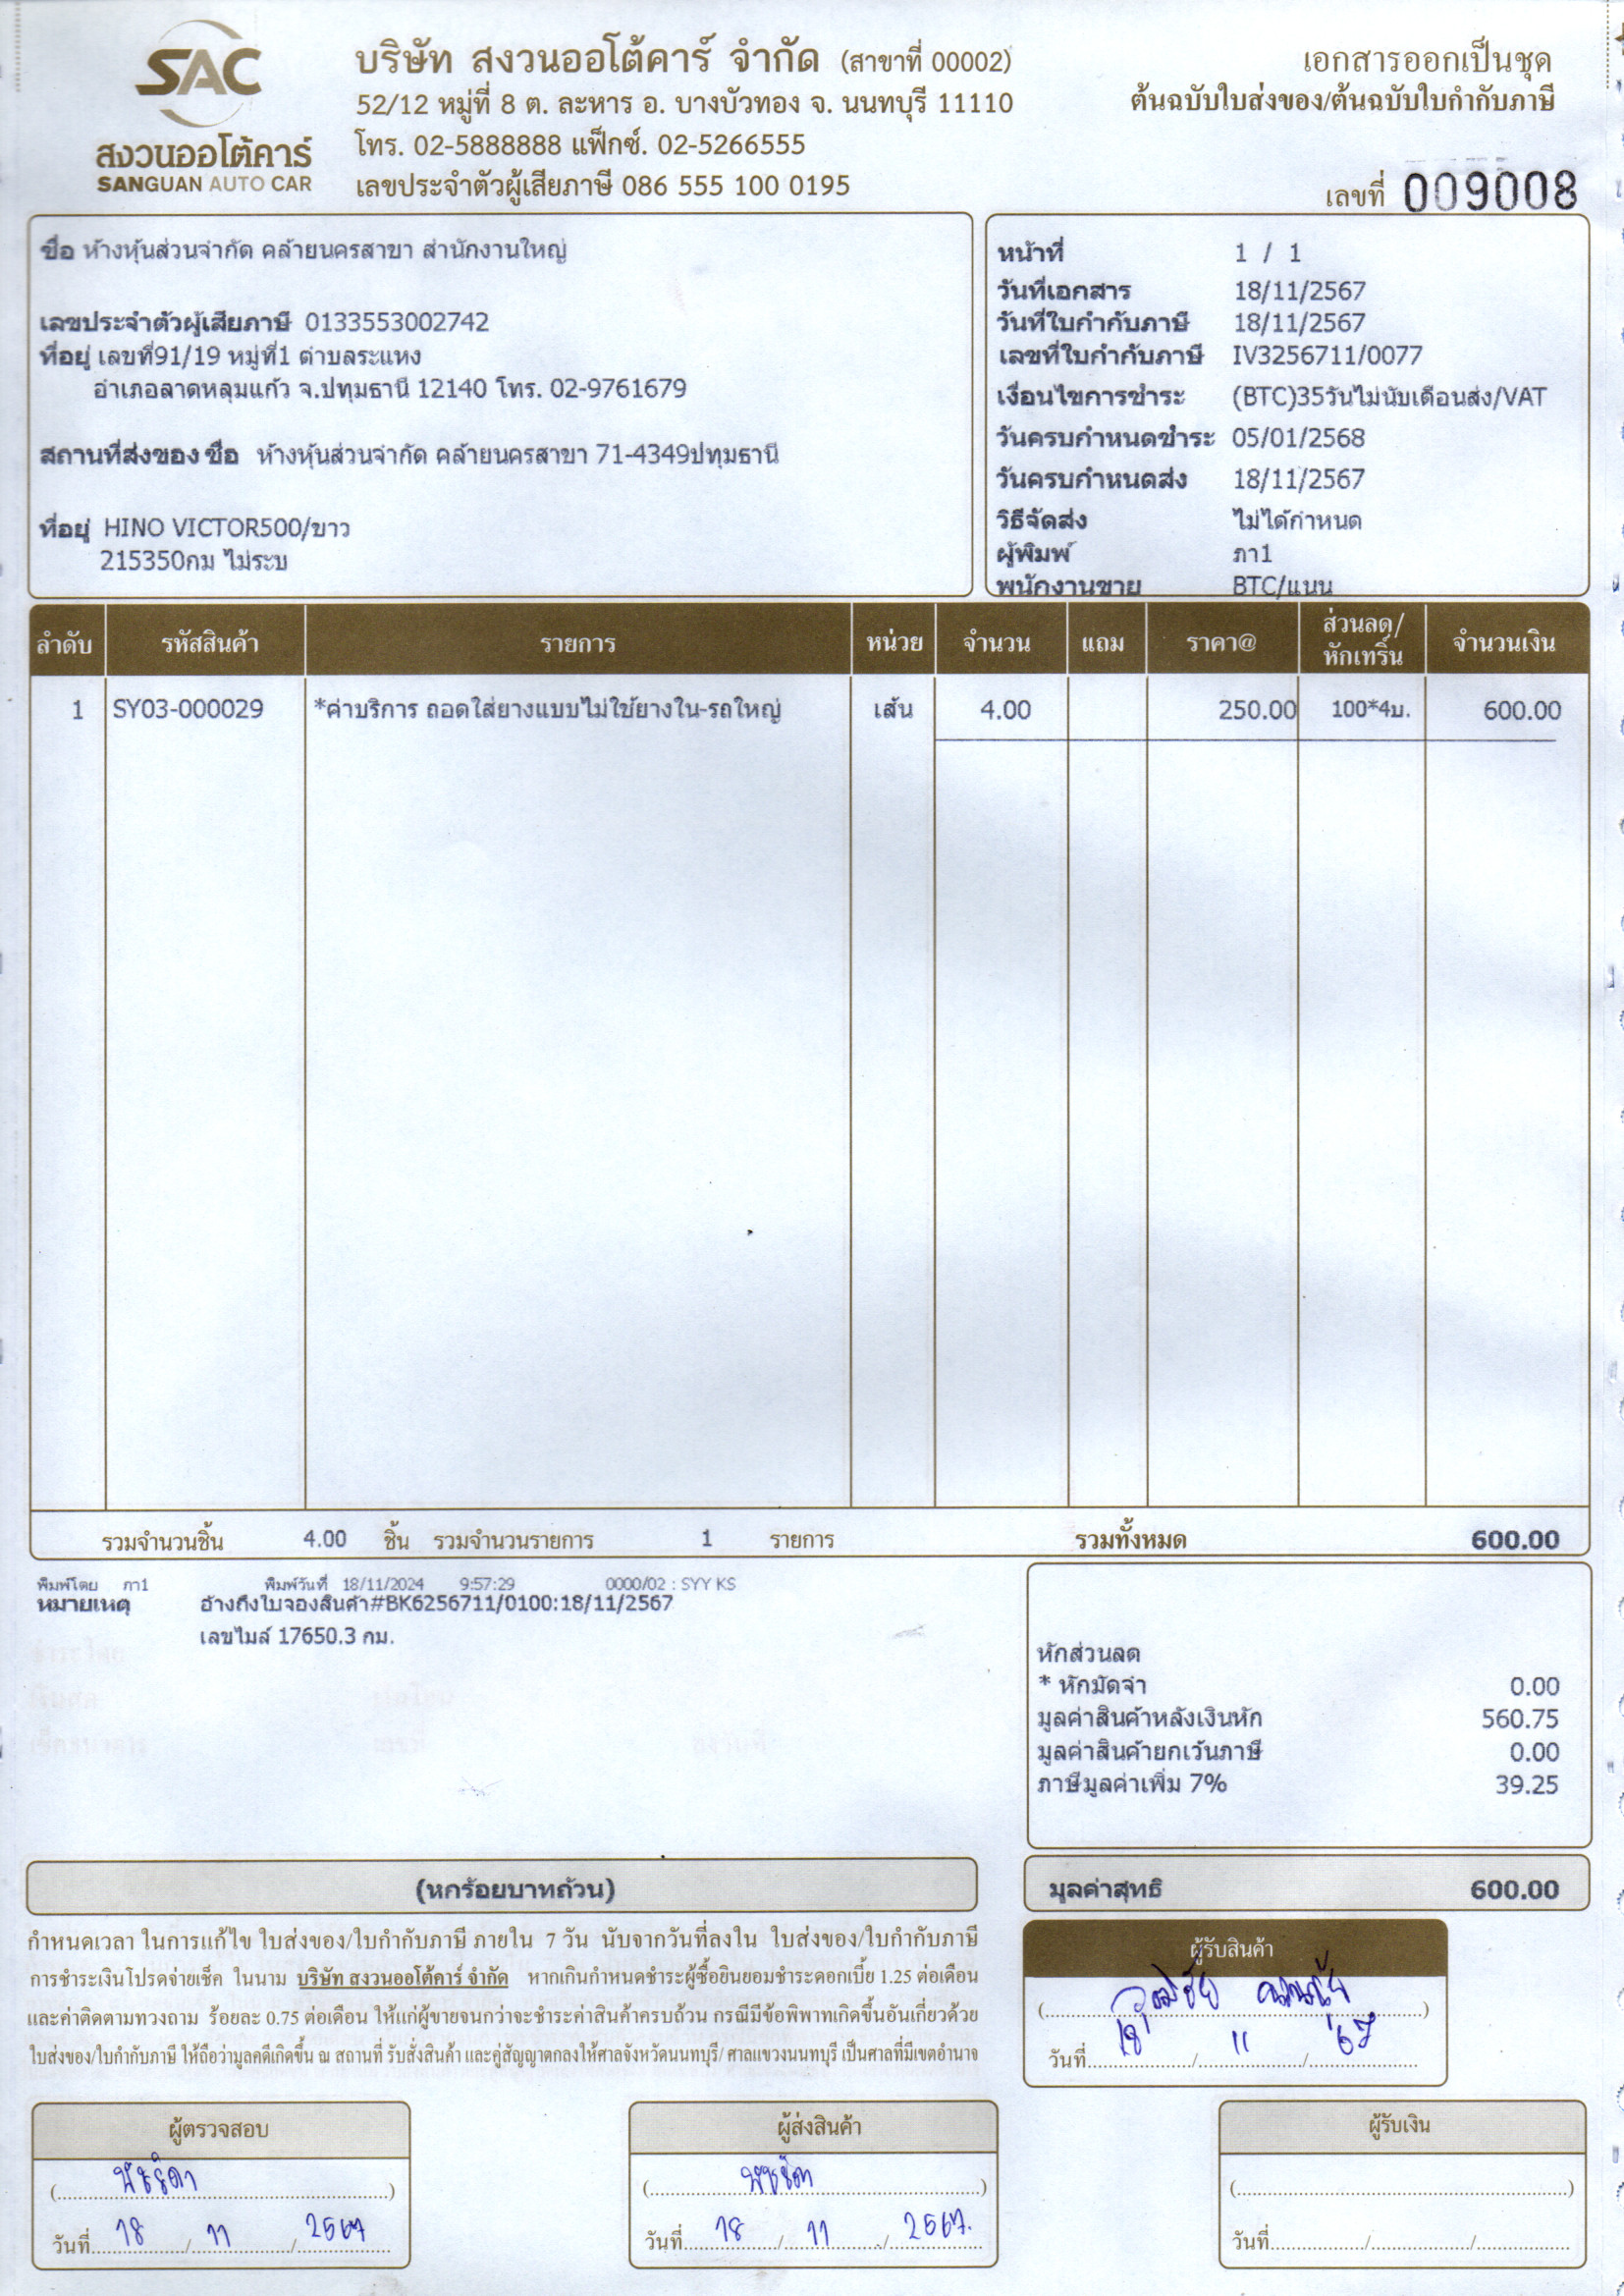 SAC
สงวนออโต้คาร์
SANGUAN AUTO CAR
บริษัท สงวนออโต้คาร์ จำกัด (สาขาที่ 00002)
52/12 หมู่ที่ 8 ต. ละหาร อ. บางบัวทอง จ. นนทบุรี 11110
โทร. 02-5888888 แฟ็กซ์. 02-5266555
เลขประจำตัวผู้เสียภาษี 086 555 100 0195
เอกสารออกเป็นชุด
ต้นฉบับใบส่งของ/ต้นฉบับใบกำกับภาษี
เลขที่ 009008
ชื่อ ห้างหุ้นส่วนจำกัด คล้ายนครสาขา สำนักงานใหญ่
เลขประจำตัวผู้เสียภาษี 0133553002742
ที่อยู่ เลขที่91/19 หมู่ที่1 ตำบลระแหง
อำเภอลาดหลุมแก้ว จ.ปทุมธานี 12140 โทร. 02-9761679
สถานที่ส่งของ ชื่อ ห้างหุ้นส่วนจำกัด คล้ายนครสาขา 71-4349ปทุมธานี
ที่อยู่ HINO VICTOR500/ขาว
215350กม ไม่ระบ
หน้าที่ 1 / 1
วันที่เอกสาร 18/11/2567
วันที่ใบกำกับภาษี 18/11/2567
เลขที่ใบกำกับภาษี IV3256711/0077
เงื่อนไขการชำระ (BTC)35วันไม่นับเดือนส่ง/VAT
วันครบกำหนดชำระ 05/01/2568
วันครบกำหนดส่ง 18/11/2567
วิธีจัดส่ง ไม่ได้กำหนด
ผู้พิมพ์ ภา1
พนักงานขาย BTC/แนน
ลำดับ รหัสสินค้า รายการ หน่วย จำนวน แถม ราคา@ ส่วนลด/ หักเทริ์น จำนวนเงิน
1 SY03-000029 *ค่าบริการ ถอดใส่ยางแบบไม่ใช้ยางใน-รถใหญ่ เส้น 4.00 250.00 100*4บ. 600.00
รวมจำนวนชิ้น 4.00 ชิ้น รวมจำนวนรายการ 1 รายการ รวมทั้งหมด 600.00
พิมพ์โดย ภา1 พิมพ์วันที่ 18/11/2024 9:57:29 0000/02 : SYY KS
หมายเหตุ อ้างถึงใบจองสินค้า#BK6256711/0100:18/11/2567
เลขไมล์ 17650.3 กม.
หักส่วนลด
* หักมัดจำ 0.00
มูลค่าสินค้าหลังเงินหัก 560.75
มูลค่าสินค้ายกเว้นภาษี 0.00
ภาษีมูลค่าเพิ่ม 7% 39.25
(หกร้อยบาทถ้วน)
มูลค่าสุทธิ 600.00
กำหนดเวลา ในการแก้ไข ใบส่งของ/ใบกำกับภาษี ภายใน 7 วัน นับจากวันที่ลงใน ใบส่งของ/ใบกำกับภาษี
การชำระเงินโปรดจ่ายเช็ค ในนาม บริษัท สงวนออโต้คาร์ จำกัด หากเกินกำหนดชำระผู้ซื้อยินยอมชำระดอกเบี้ย 1.25 ต่อเดือน
และค่าติดตามทวงถาม ร้อยละ 0.75 ต่อเดือน ให้แก่ผู้ขายจนกว่าจะชำระค่าสินค้าครบถ้วน กรณีมีข้อพิพาทเกิดขึ้นอันเกี่ยวด้วย
ใบส่งของ/ใบกำกับภาษี ให้ถือว่ามูลคดีเกิดขึ้น ณ สถานที่ รับสั่งสินค้า และคู่สัญญาตกลงให้ศาลจังหวัดนนทบุรี/ ศาลแขวงนนทบุรี เป็นศาลที่มีเขตอำนาจ
ผู้รับสินค้า
วันที่ 18 / 11 / 67
ผู้ตรวจสอบ
(พัชริดา)
วันที่ 18 / 11 / 2567
ผู้ส่งสินค้า
(พัชริดา)
วันที่ 18 / 11 / 2567.
ผู้รับเงิน
วันที่